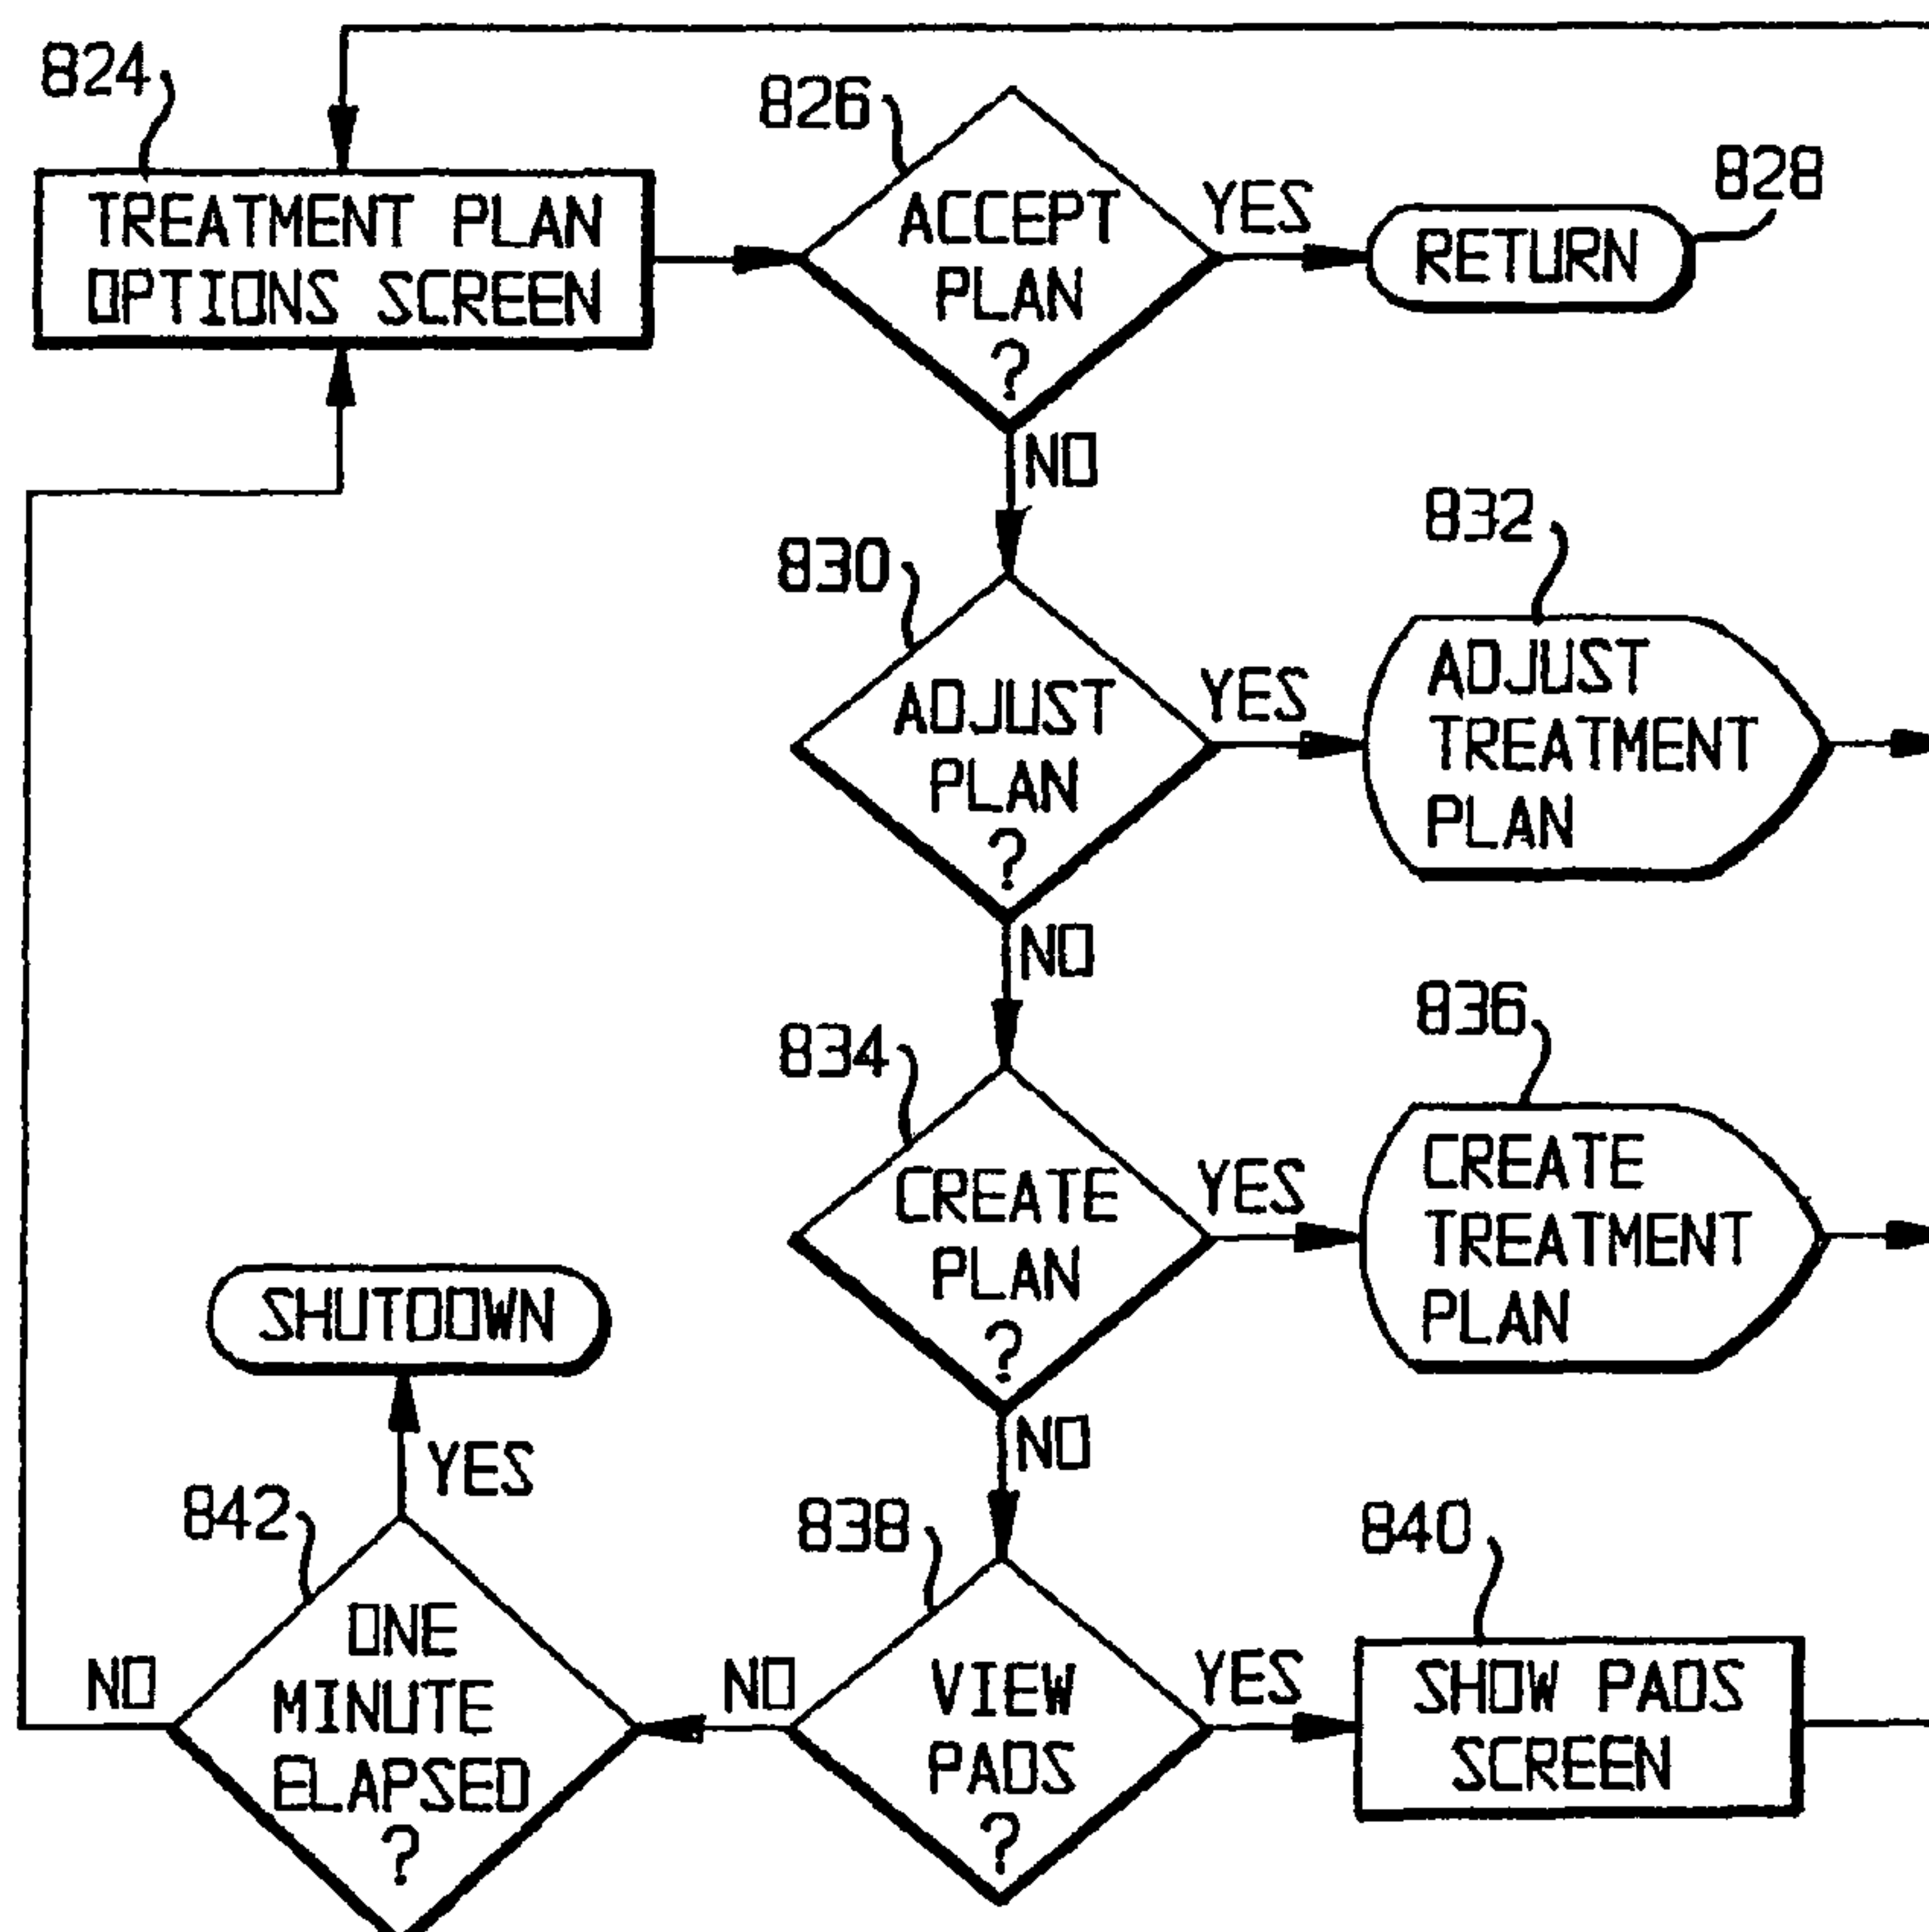 824
TREATMENT PLAN
OPTIONS SCREEN
826
ACCEPT
PLAN
?
YES
828
RETURN
NO
830
ADJUST
PLAN
?
YES
832
ADJUST
TREATMENT
PLAN
NO
834
CREATE
PLAN
?
YES
836
CREATE
TREATMENT
PLAN
NO
838
VIEW
PADS
?
YES
840
SHOW PADS
SCREEN
NO
842
ONE
MINUTE
ELAPSED
?
YES
SHUTDOWN
NO